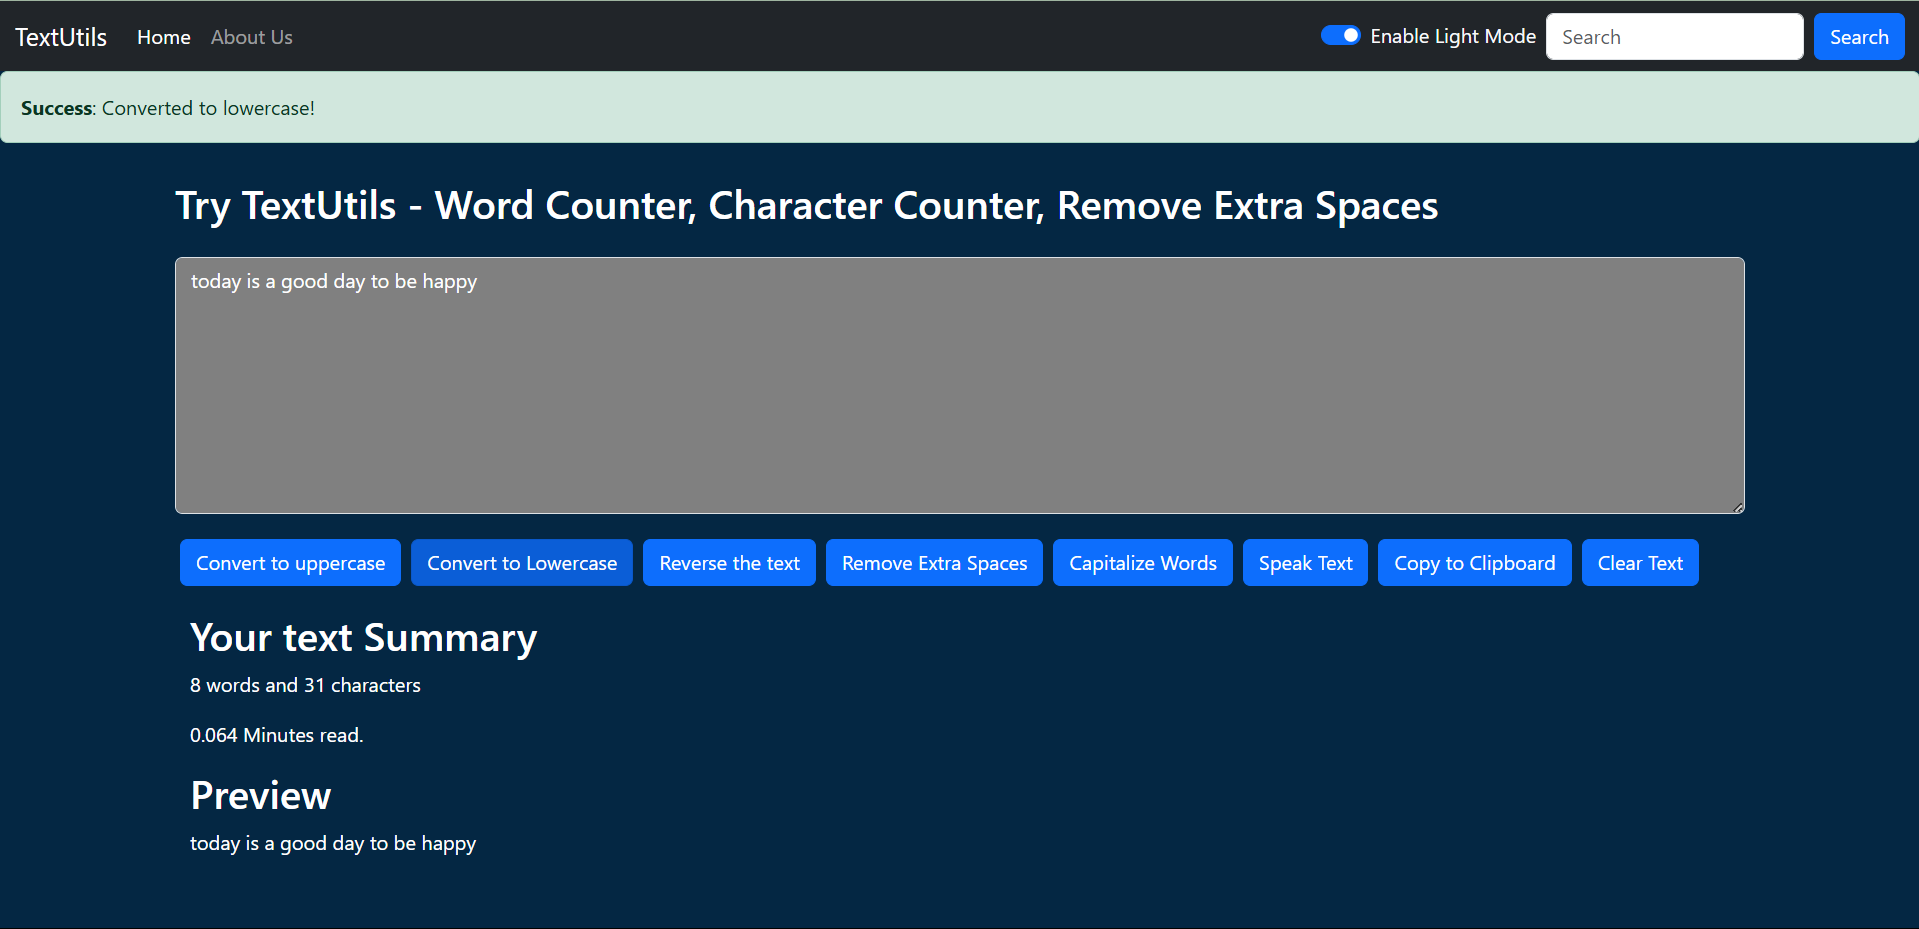 TextUtils Home About Us Enable Light Mode Search Search
Success: Converted to lowercase!
Try TextUtils - Word Counter, Character Counter, Remove Extra Spaces
today is a good day to be happy
Convert to uppercase Convert to Lowercase Reverse the text Remove Extra Spaces Capitalize Words Speak Text Copy to Clipboard Clear Text
Your text Summary
8 words and 31 characters
0.064 Minutes read.
Preview
today is a good day to be happy